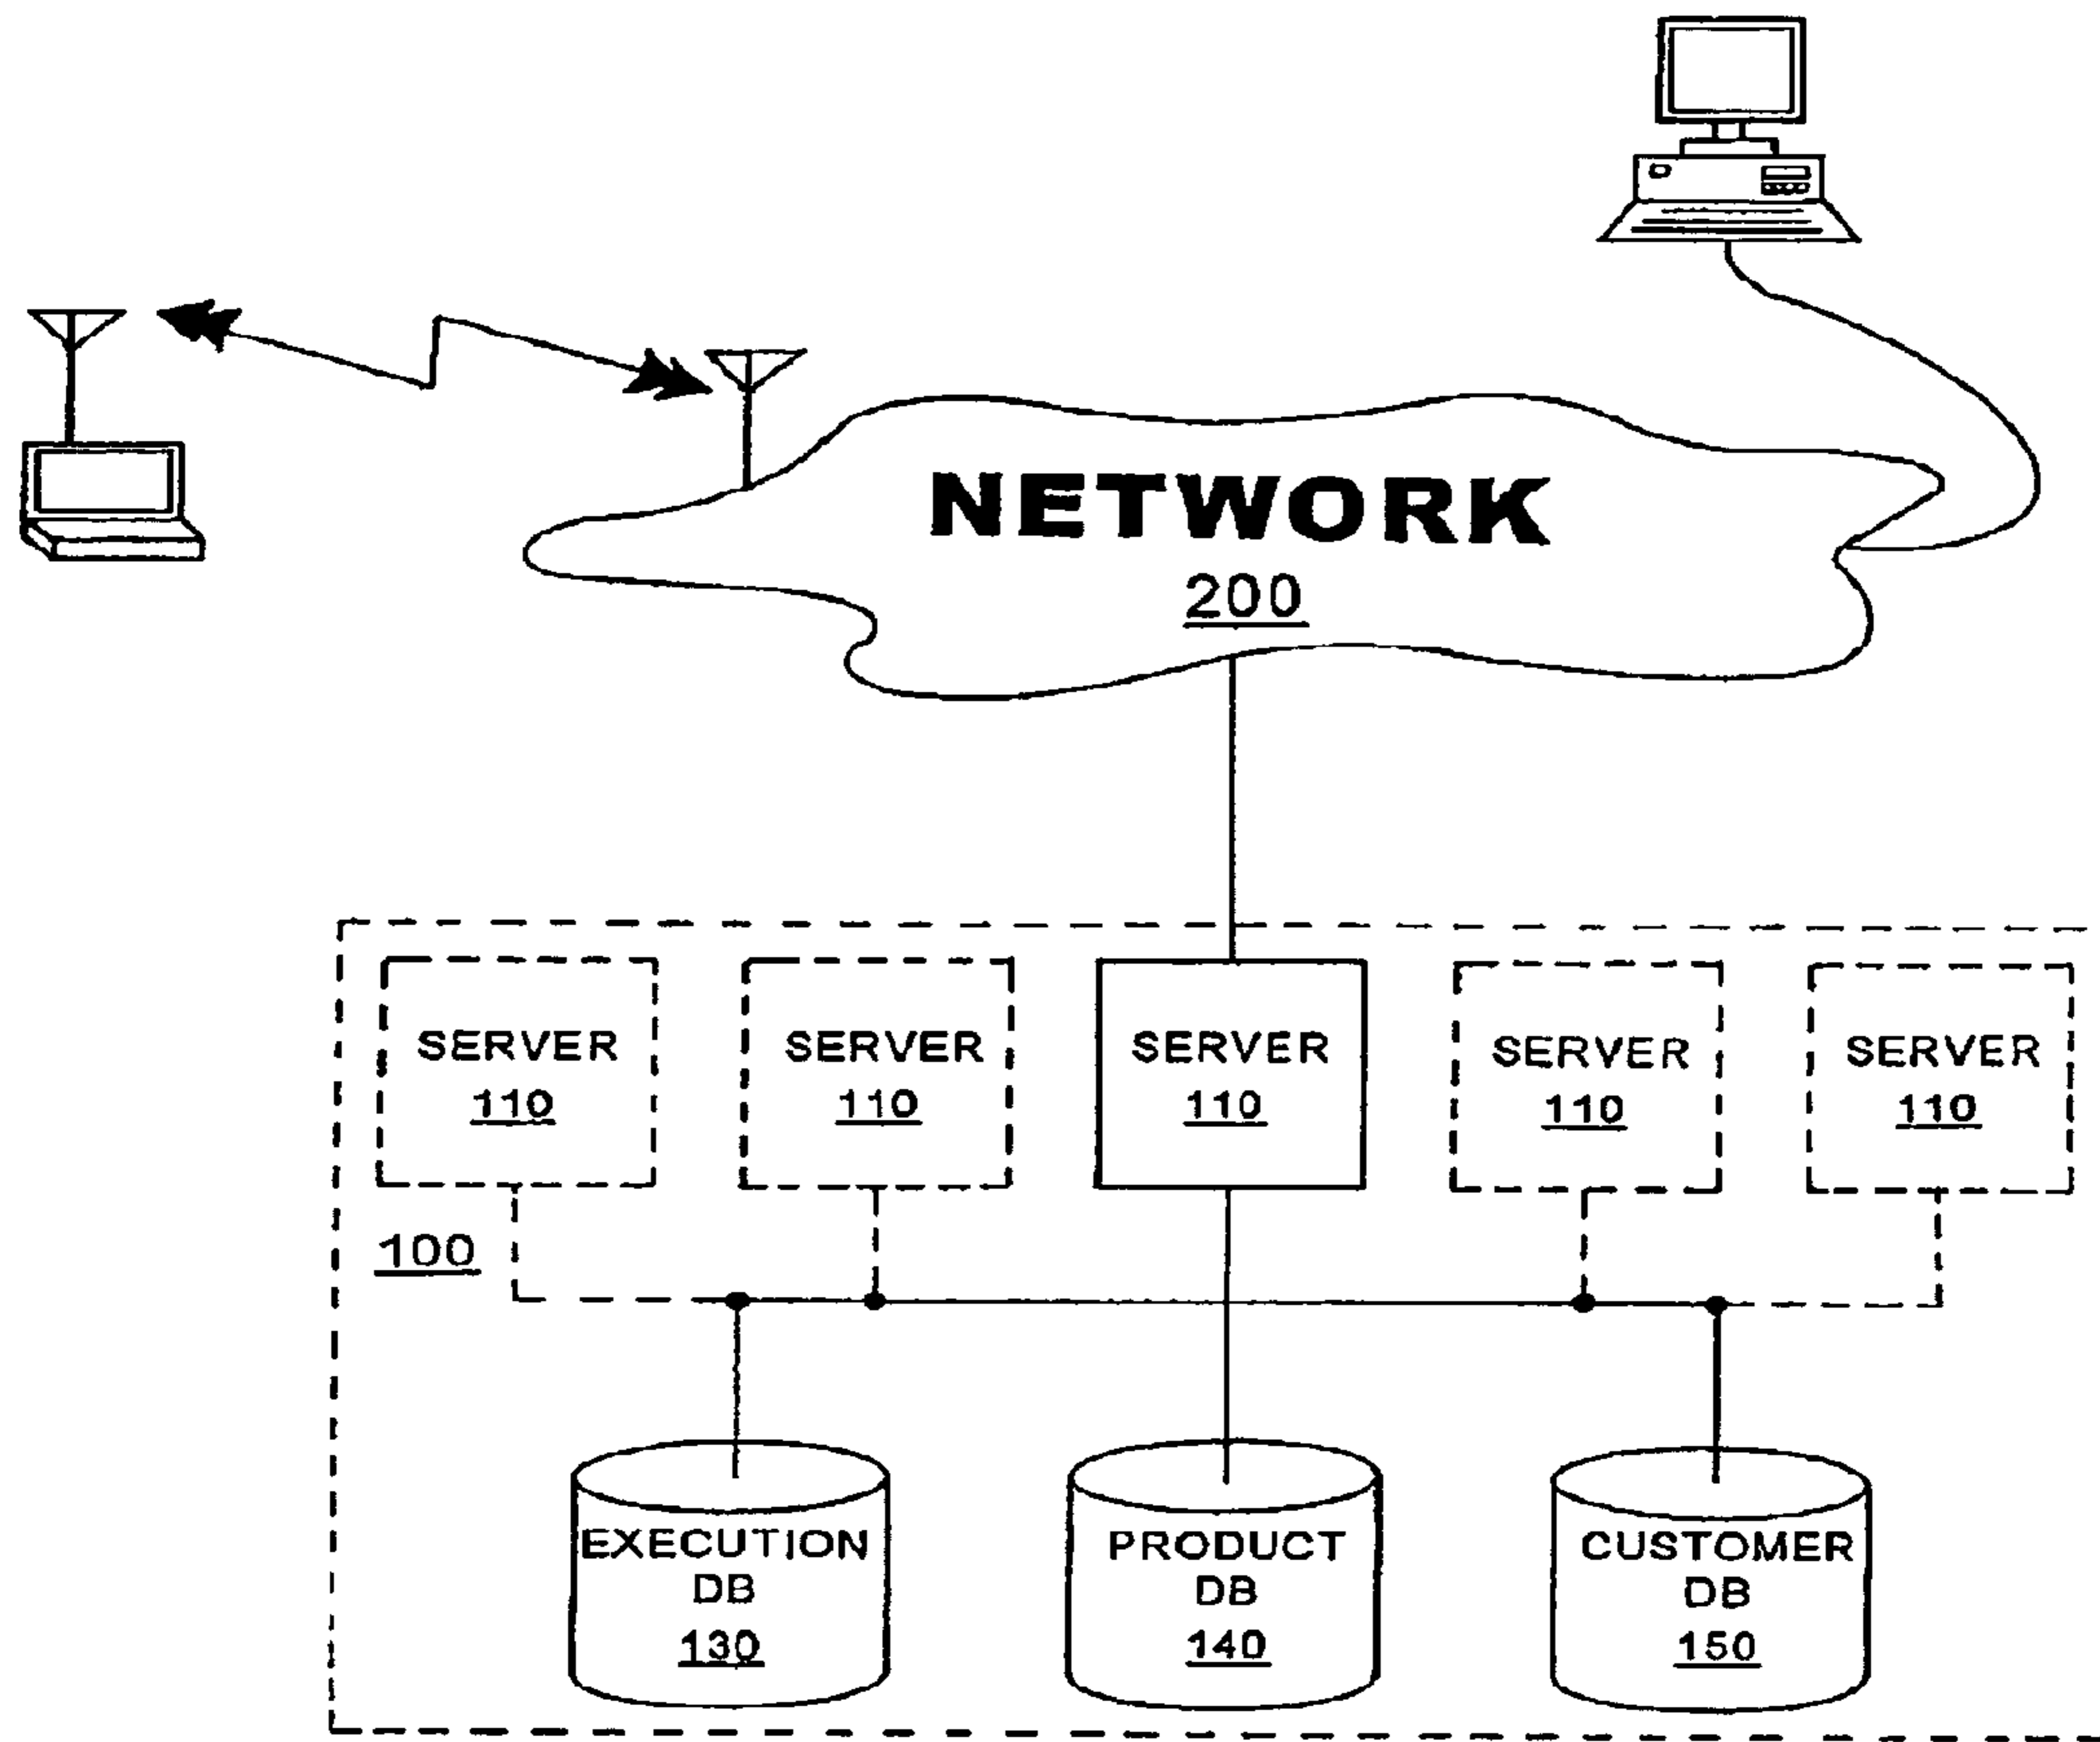 NETWORK
200
SERVER
110
SERVER
110
SERVER
110
SERVER
110
SERVER
110
100
EXECUTION
DB
130
PRODUCT
DB
140
CUSTOMER
DB
150